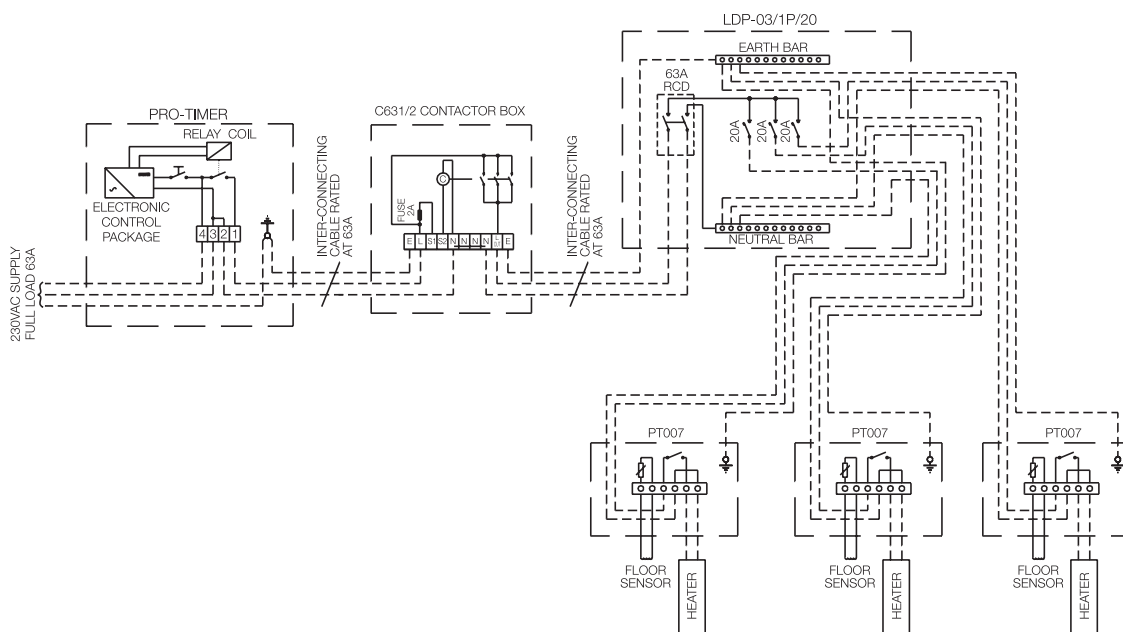 LDP-03/1P/20
EARTH BAR
63A
RCD
20A
20A
20A
NEUTRAL BAR
PRO-TIMER
RELAY COIL
ELECTRONIC
CONTROL
PACKAGE
4 3 2 1
230VAC SUPPLY
FULL LOAD 63A
INTER-CONNECTING
CABLE RATED
AT 63A
C631/2 CONTACTOR BOX
C
FUSE
2A
E L S1 S2 N N N N L S1 E
INTER-CONNECTING
CABLE RATED
AT 63A
PT007
FLOOR
SENSOR
HEATER
PT007
FLOOR
SENSOR
HEATER
PT007
FLOOR
SENSOR
HEATER